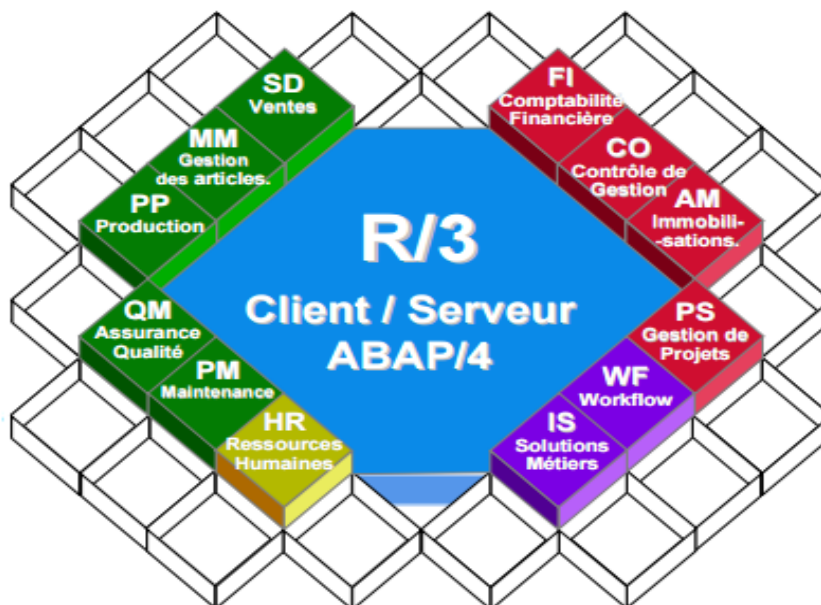 SD
Ventes
MM
Gestion
des articles.
PP
Production
FI
Comptabilité
Financière
CO
Contrôle de
Gestion
AM
Immobili-
-sations.
R/3
Client / Serveur
ABAP/4
QM
Assurance
Qualité
PM
Maintenance
HR
Ressources
Humaines
PS
Gestion de
Projets
WF
Workflow
IS
Solutions
Métiers